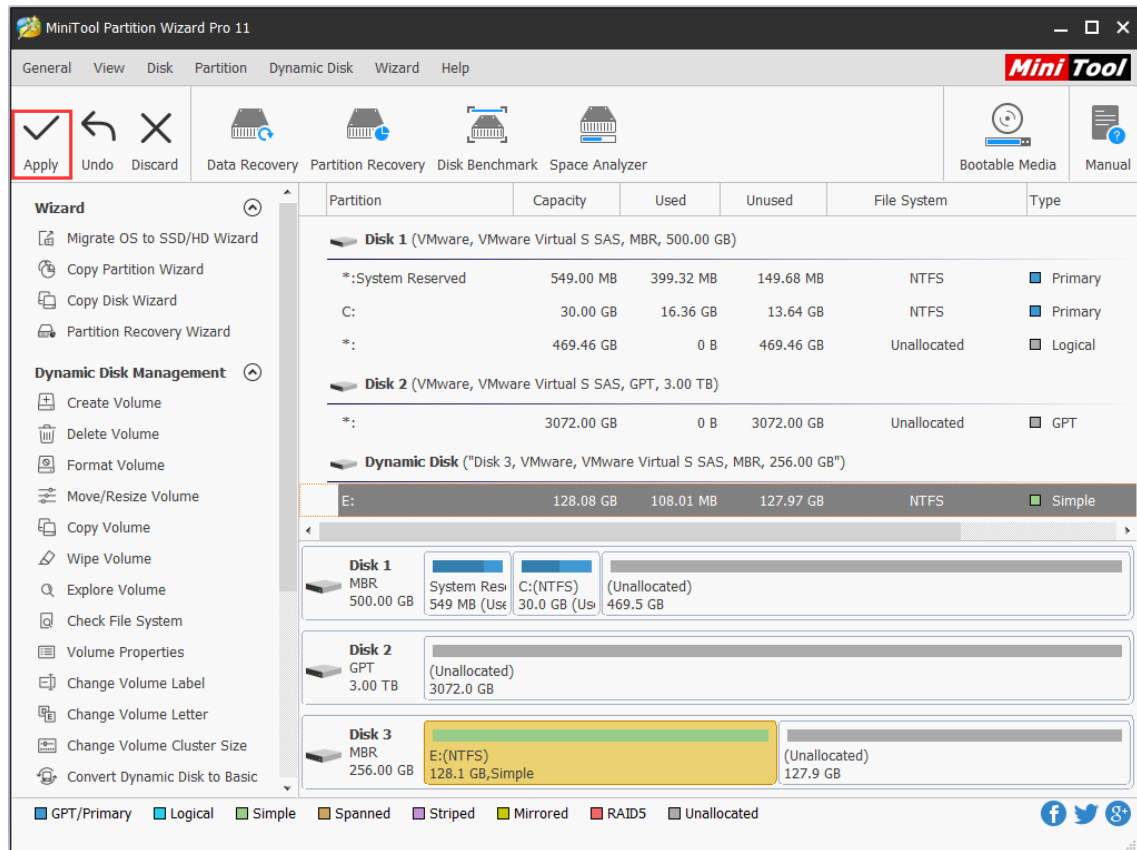 MiniTool Partition Wizard Pro 11
General View Disk Partition Dynamic Disk Wizard Help
Mini Tool
Apply Undo Discard Data Recovery Partition Recovery Disk Benchmark Space Analyzer Bootable Media Manual
Wizard
Migrate OS to SSD/HD Wizard
Copy Partition Wizard
Copy Disk Wizard
Partition Recovery Wizard
Dynamic Disk Management
Create Volume
Delete Volume
Format Volume
Move/Resize Volume
Copy Volume
Wipe Volume
Explore Volume
Check File System
Volume Properties
Change Volume Label
Change Volume Letter
Change Volume Cluster Size
Convert Dynamic Disk to Basic
Partition Capacity Used Unused File System Type
Disk 1 (VMware, VMware Virtual S SAS, MBR, 500.00 GB)
*:System Reserved 549.00 MB 399.32 MB 149.68 MB NTFS Primary
C: 30.00 GB 16.36 GB 13.64 GB NTFS Primary
*: 469.46 GB 0 B 469.46 GB Unallocated Logical
Disk 2 (VMware, VMware Virtual S SAS, GPT, 3.00 TB)
*: 3072.00 GB 0 B 3072.00 GB Unallocated GPT
Dynamic Disk ("Disk 3, VMware, VMware Virtual S SAS, MBR, 256.00 GB")
E: 128.08 GB 108.01 MB 127.97 GB NTFS Simple
Disk 1
MBR
500.00 GB
System Rese
549 MB (Use
C:(NTFS)
30.0 GB (Use
(Unallocated)
469.5 GB
Disk 2
GPT
3.00 TB
(Unallocated)
3072.0 GB
Disk 3
MBR
256.00 GB
E:(NTFS)
128.1 GB,Simple
(Unallocated)
127.9 GB
GPT/Primary Logical Simple Spanned Striped Mirrored RAID5 Unallocated